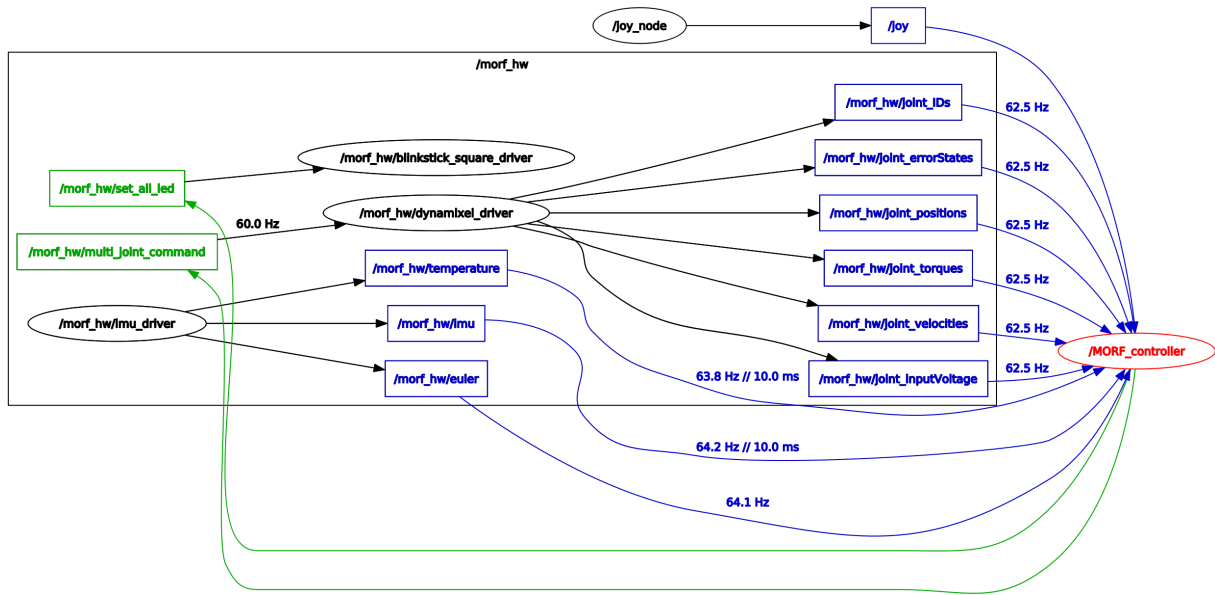 /joy_node
/joy
/morf_hw
/morf_hw/joint_IDs
62.5 Hz
/morf_hw/blinkstick_square_driver
/morf_hw/joint_errorStates
62.5 Hz
/morf_hw/set_all_led
/morf_hw/dynamixel_driver
/morf_hw/joint_positions
62.5 Hz
60.0 Hz
/morf_hw/multi_joint_command
/morf_hw/temperature
/morf_hw/joint_torques
62.5 Hz
/morf_hw/imu_driver
/morf_hw/imu
/morf_hw/joint_velocities
62.5 Hz
/MORF_controller
/morf_hw/euler
63.8 Hz // 10.0 ms
/morf_hw/joint_inputVoltage
62.5 Hz
64.2 Hz // 10.0 ms
64.1 Hz